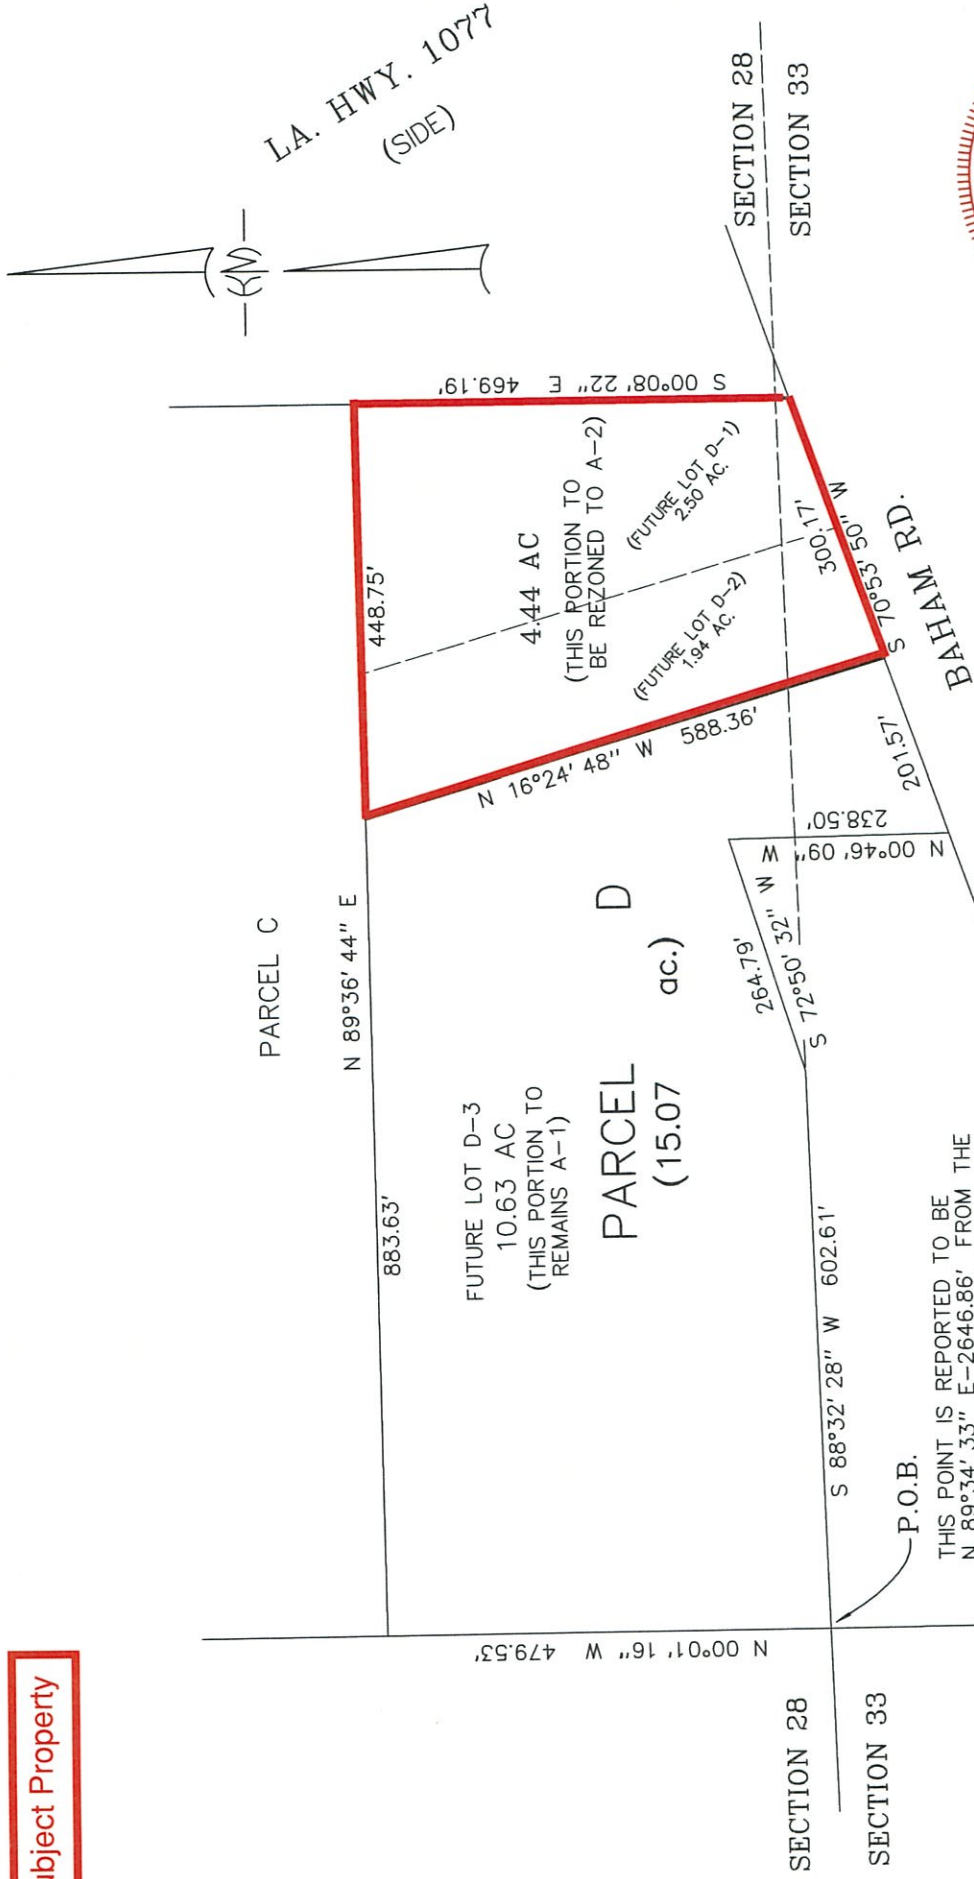 ubject Property
LA. HWY. 1077
(SIDE)
KN
PARCEL C
N 89°36' 44" E
883.63'
448.75'
S 00°08' 22" E 469.19'
4.44 AC
(THIS PORTION TO
BE REZONED TO A-2)
(FUTURE LOT D-1)
2.50 AC.
(FUTURE LOT D-2)
1.94 AC.
N 16°24' 48" W 588.36'
300.17'
S 70°53' 50" W
BAHAM RD.
201.57'
N 00°46' 09" W
238.50'
264.79'
S 72°50' 32" W
SECTION 28
SECTION 33
FUTURE LOT D-3
10.63 AC
(THIS PORTION TO
REMAINS A-1)
PARCEL D
(15.07 ac.)
S 88°32' 28" W 602.61'
N 00°01' 16" W 479.53'
P.O.B.
THIS POINT IS REPORTED TO BE
N 89°34' 33" E-2646.86' FROM THE
SECTION 28
SECTION 33